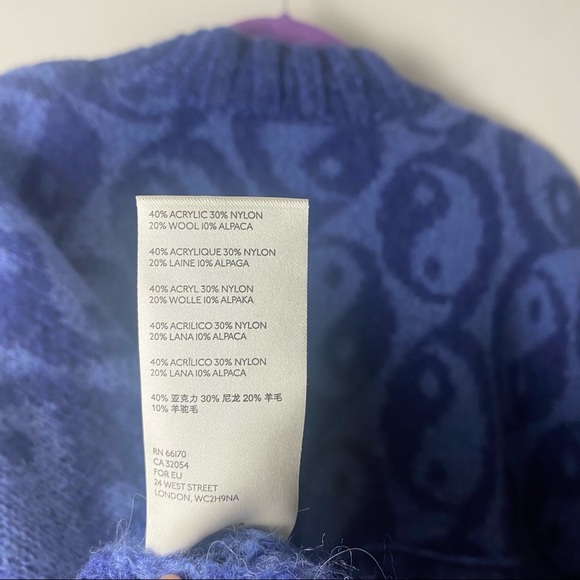 40% ACRYLIC 30% NYLON
20% WOOL 10% ALPACA
40% ACRYLIQUE 30% NYLON
20% LAINE 10% ALPAGA
40% ACRYL 30% NYLON
20% WOLLE 10% ALPAKA
40% ACRILICO 30% NYLON
20% LANA 10% ALPACA
40% ACRÍLICO 30% NYLON
20% LANA 10% ALPACA
40% 亚克力 30% 尼龙 20% 羊毛
10% 羊驼毛
RN 66170
CA 32054
FOR EU
24 WEST STREET
LONDON, WC2H9NA